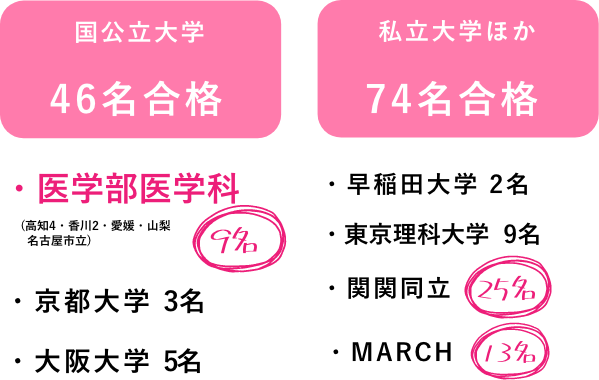 国公立大学
46名合格
・医学部医学科
(高知4・香川2・愛媛・山梨
名古屋市立)
9名
・京都大学 3名
・大阪大学 5名
私立大学ほか
74名合格
・早稲田大学 2名
・東京理科大学 9名
・関関同立 25名
・MARCH 13名